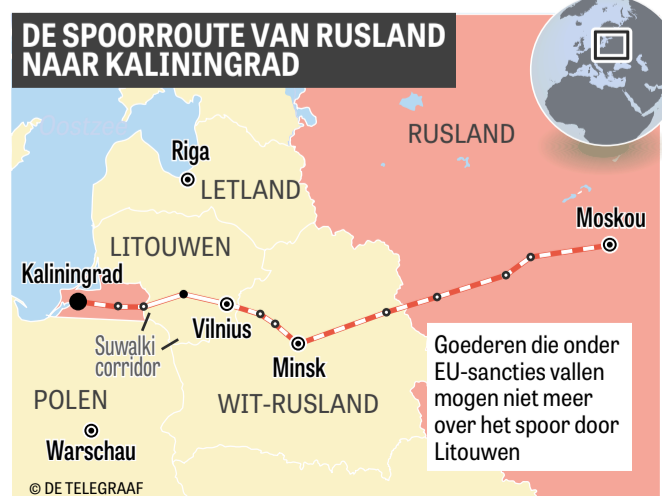 DE SPOORROUTE VAN RUSLAND
NAAR KALININGRAD
Oostzee
RUSLAND
Riga
LETLAND
Moskou
LITOUWEN
Kaliningrad
Vilnius
Suwalki
corridor
Minsk
Goederen die onder
EU-sancties vallen
mogen niet meer
over het spoor door
Litouwen
POLEN
WIT-RUSLAND
Warschau
© DE TELEGRAAF